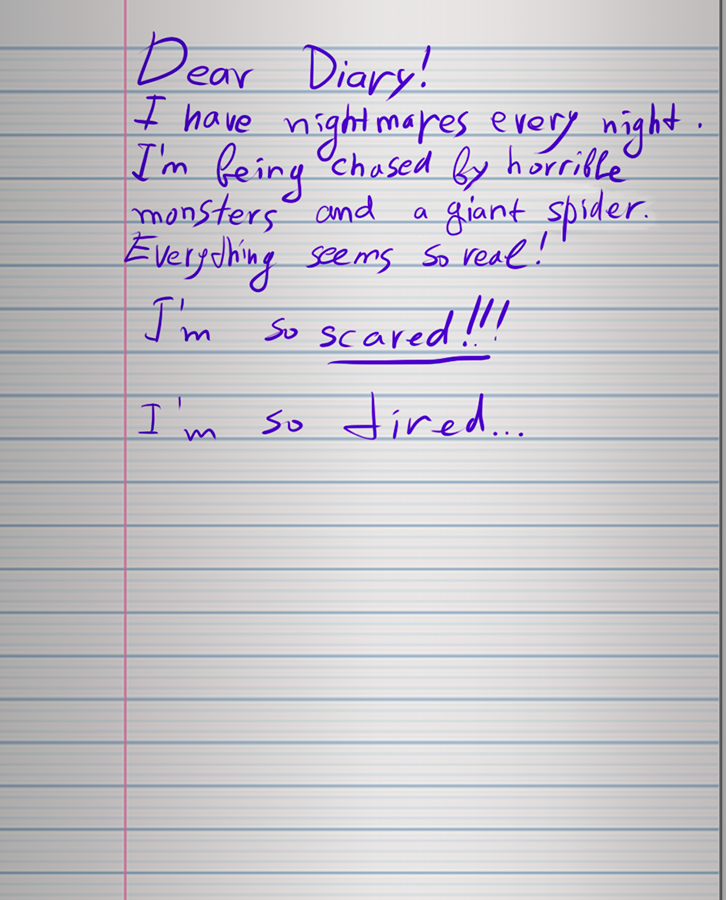 Dear Diary!
I have nightmares every night.
I'm being chased by horrible
monsters and a giant spider.
Everything seems so real!
I'm so scared!!!
I'm so tired...